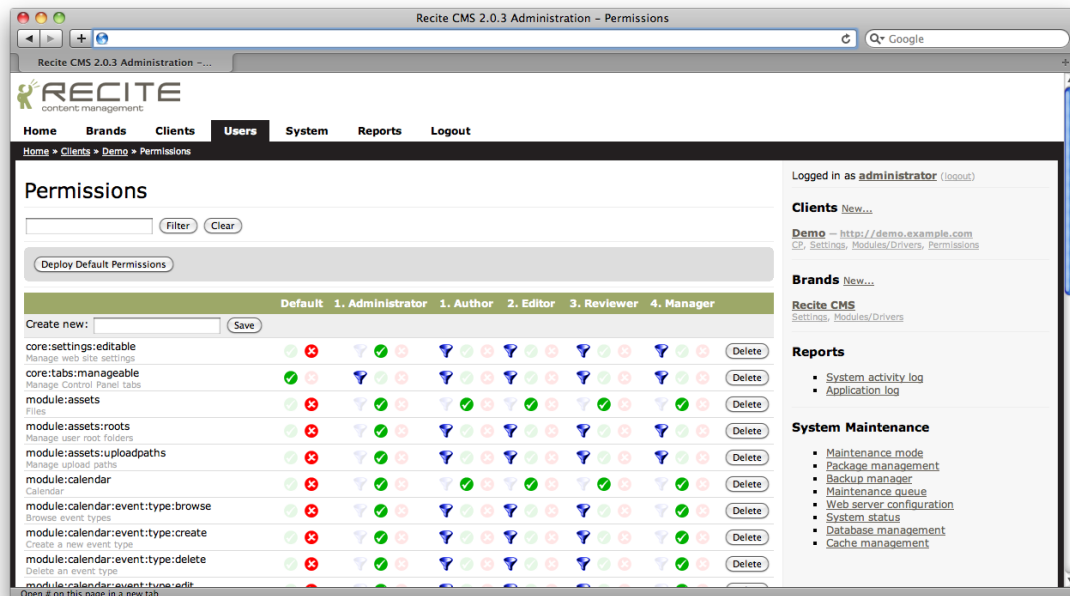 Recite CMS 2.0.3 Administration – Permissions
Google
Recite CMS 2.0.3 Administration –...
RECITE
content management
Home Brands Clients Users System Reports Logout
Home » Clients » Demo » Permissions
Permissions
Filter Clear
Deploy Default Permissions
Default 1. Administrator 1. Author 2. Editor 3. Reviewer 4. Manager
Create new: Save
core:settings:editable
Manage web site settings
Delete
core:tabs:manageable
Manage Control Panel tabs
Delete
module:assets
Files
Delete
module:assets:roots
Manage user root folders
Delete
module:assets:uploadpaths
Manage upload paths
Delete
module:calendar
Calendar
Delete
module:calendar:event:type:browse
Browse event types
Delete
module:calendar:event:type:create
Create a new event type
Delete
module:calendar:event:type:delete
Delete an event type
Delete
module:calendar:event:type:edit
Logged in as administrator (logout)
Clients New...
Demo — http://demo.example.com
CP, Settings, Modules/Drivers, Permissions
Brands New...
Recite CMS
Settings, Modules/Drivers
Reports
System activity log
Application log
System Maintenance
Maintenance mode
Package management
Backup manager
Maintenance queue
Web server configuration
System status
Database management
Cache management
Open # on this page in a new tab